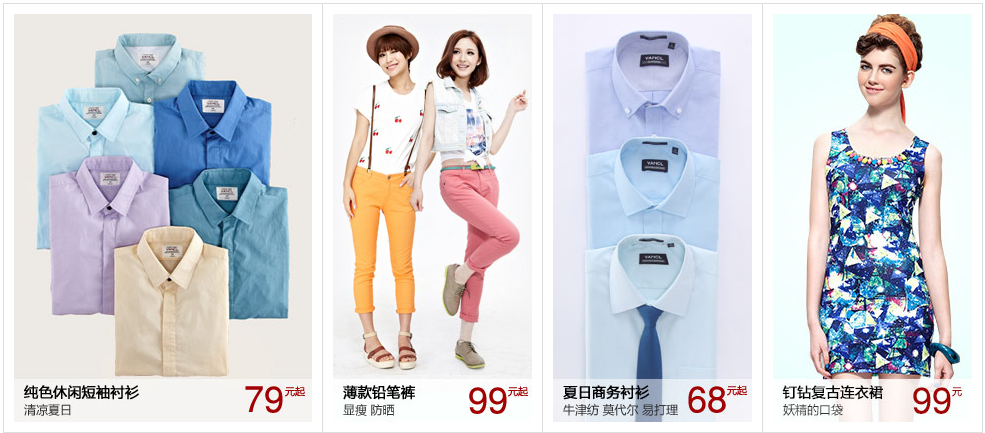 纯色休闲短袖衬衫
清凉夏日
79元起
薄款铅笔裤
显瘦 防晒
99元起
VANCL
VANCL
VANCL
夏日商务衬衫
牛津纺 莫代尔 易打理
68元起
钉钻复古连衣裙
妖精的口袋
99元